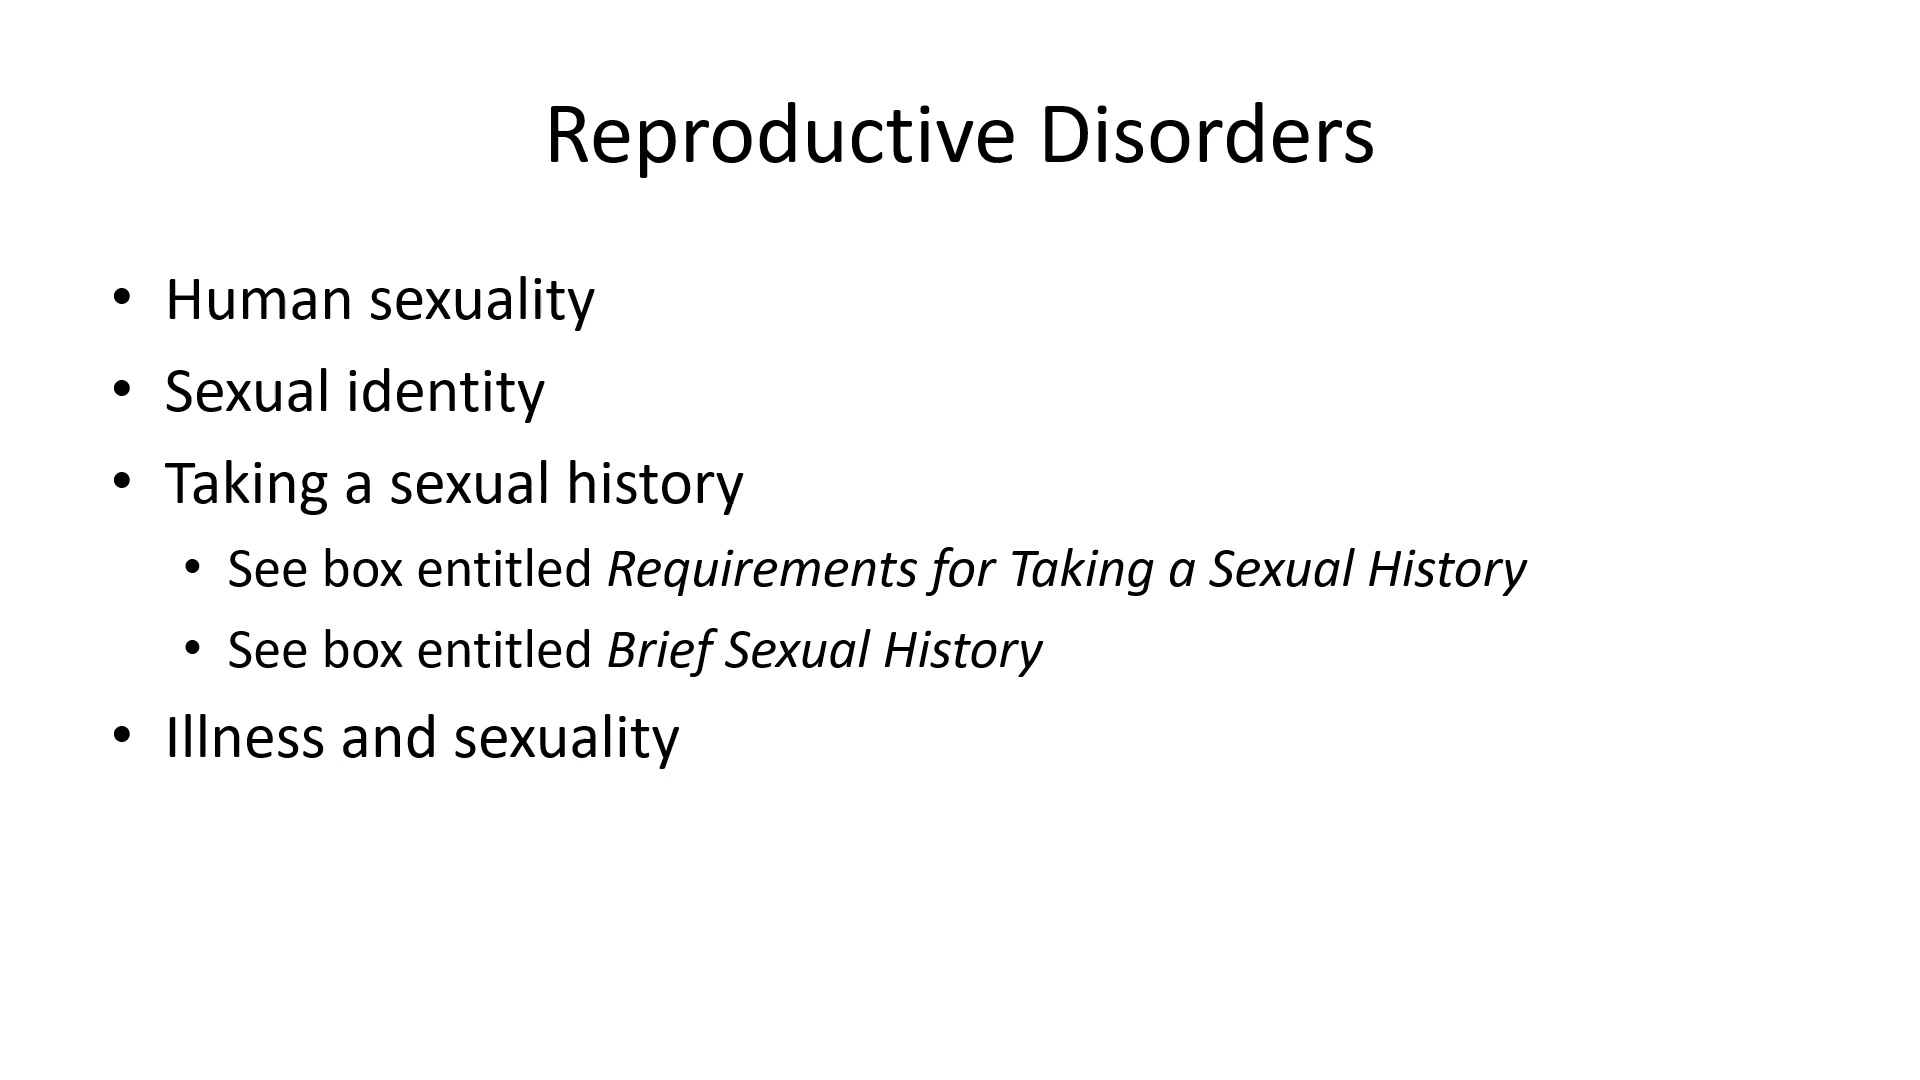 Reproductive Disorders
• Human sexuality
• Sexual identity
• Taking a sexual history
• See box entitled Requirements for Taking a Sexual History
• See box entitled Brief Sexual History
• Illness and sexuality